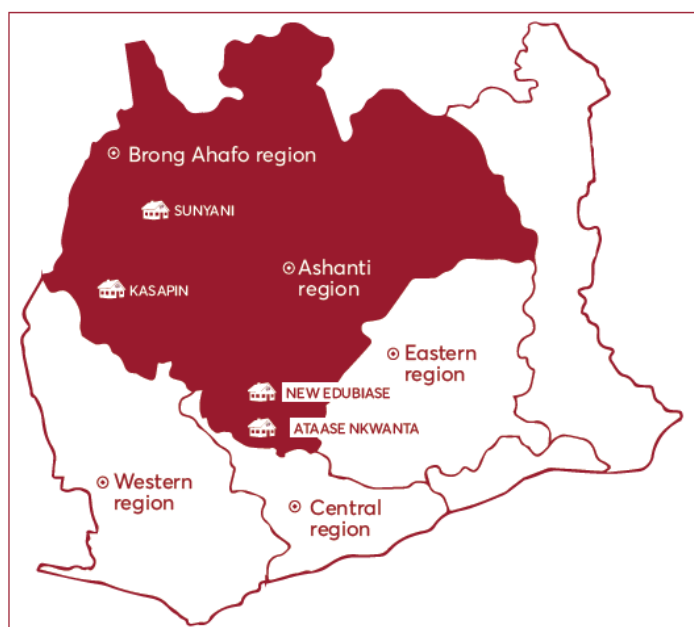 Brong Ahafo region
SUNYANI
Ashanti
region
KASAPIN
Eastern
region
NEW EDUBIASE
ATAASE NKWANTA
Western
region
Central
region